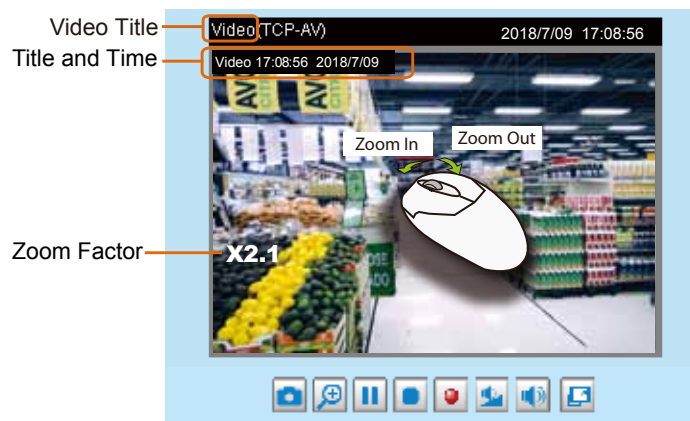 Video Title
Video(TCP-AV) 2018/7/09 17:08:56
Title and Time
Video 17:08:56 2018/7/09
Zoom In
Zoom Out
Zoom Factor
X2.1